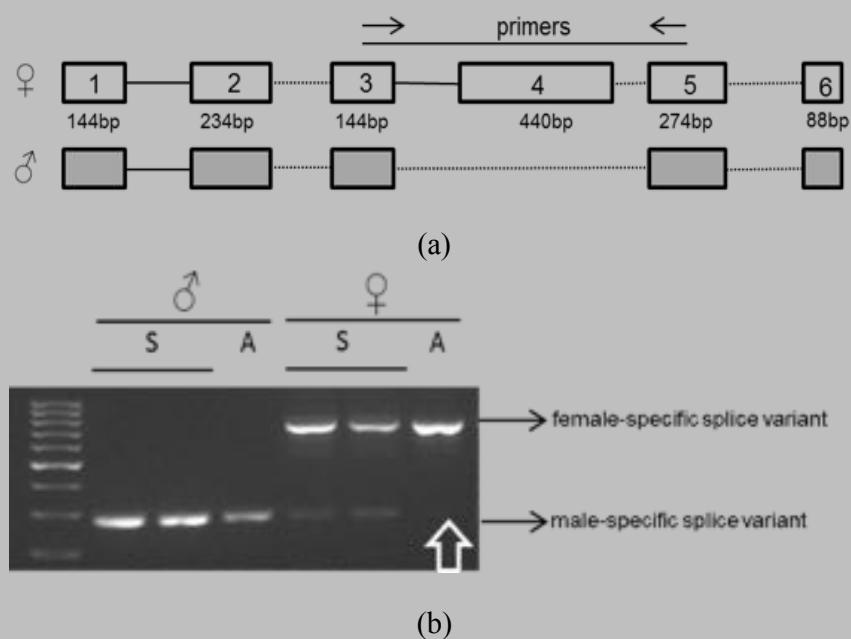 primers
♀ 1 2 3 4 5 6
144bp 234bp 144bp 440bp 274bp 88bp
♂
(a)
♂ ♀
S A S A
female-specific splice variant
male-specific splice variant
(b)